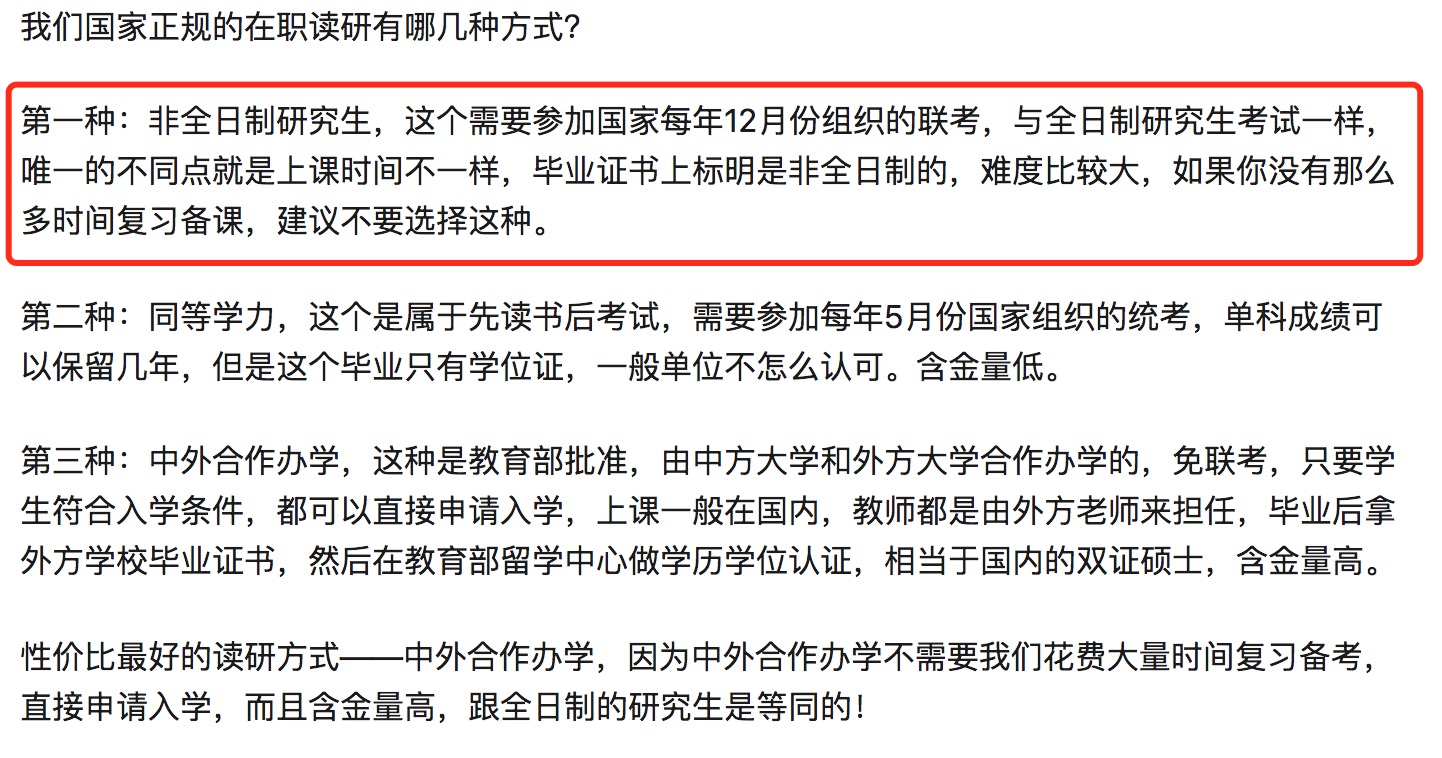 我们国家正规的在职读研有哪几种方式?
第一种：非全日制研究生，这个需要参加国家每年12月份组织的联考，与全日制研究生考试一样，
唯一的不同点就是上课时间不一样，毕业证书上标明是非全日制的，难度比较大，如果你没有那么
多时间复习备课，建议不要选择这种。
第二种：同等学力，这个是属于先读书后考试，需要参加每年5月份国家组织的统考，单科成绩可
以保留几年，但是这个毕业只有学位证，一般单位不怎么认可。含金量低。
第三种：中外合作办学，这种是教育部批准，由中方大学和外方大学合作办学的，免联考，只要学
生符合入学条件，都可以直接申请入学，上课一般在国内，教师都是由外方老师来担任，毕业后拿
外方学校毕业证书，然后在教育部留学中心做学历学位认证，相当于国内的双证硕士，含金量高。
性价比最好的读研方式——中外合作办学，因为中外合作办学不需要我们花费大量时间复习备考，
直接申请入学，而且含金量高，跟全日制的研究生是等同的！